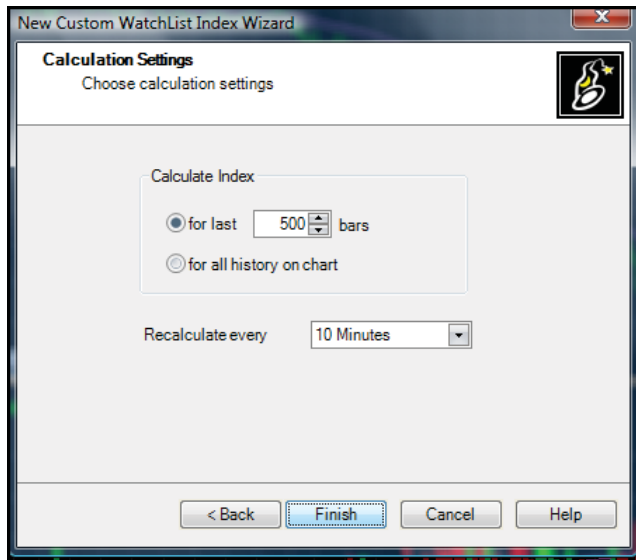 New Custom WatchList Index Wizard
Calculation Settings
Choose calculation settings
Calculate Index
for last 500 bars
for all history on chart
Recalculate every 10 Minutes
< Back Finish Cancel Help